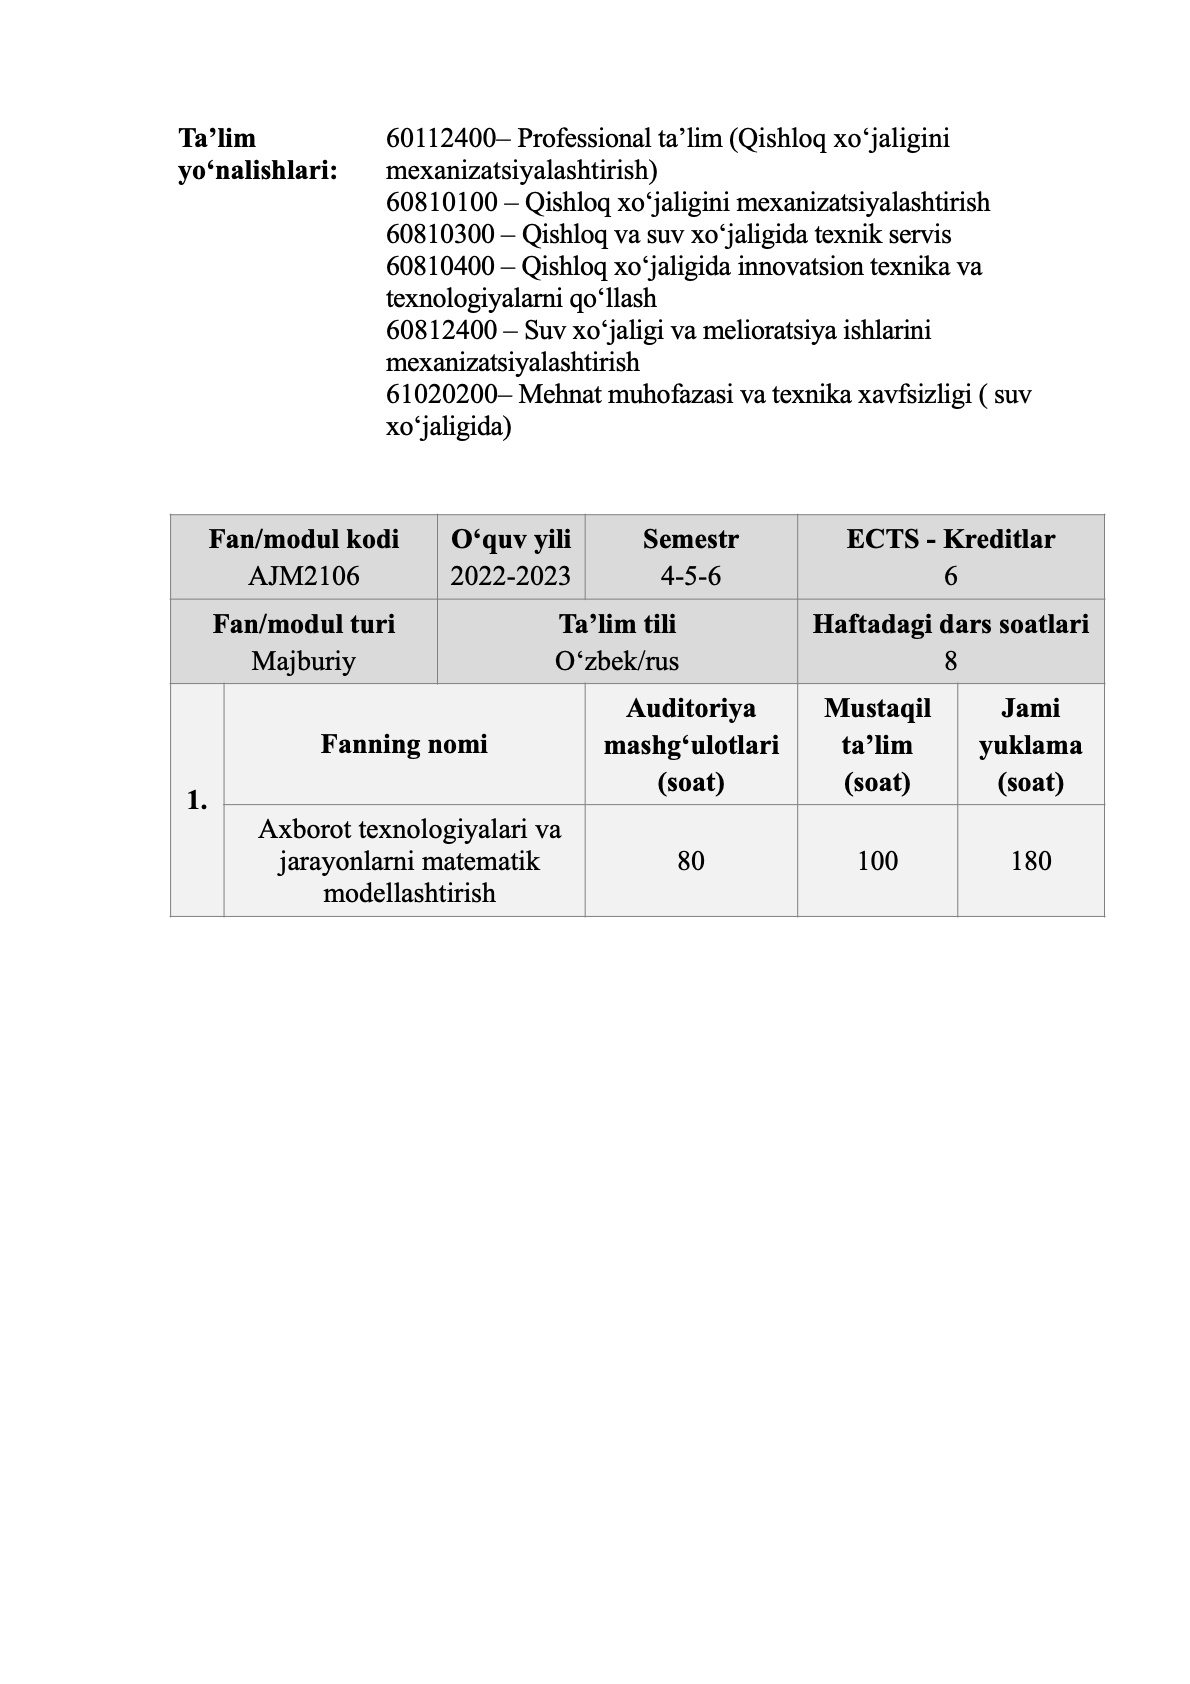 Ta’lim
yo‘nalishlari:
60112400– Professional ta’lim (Qishloq xo‘jaligini
mexanizatsiyalashtirish)
60810100 – Qishloq xo‘jaligini mexanizatsiyalashtirish
60810300 – Qishloq va suv xo‘jaligida texnik servis
60810400 – Qishloq xo‘jaligida innovatsion texnika va
texnologiyalarni qo‘llash
60812400 – Suv xo‘jaligi va melioratsiya ishlarini
mexanizatsiyalashtirish
61020200– Mehnat muhofazasi va texnika xavfsizligi ( suv
xo‘jaligida)
Fan/modul kodi
AJM2106
O‘quv yili
2022-2023
Semestr
4-5-6
ECTS - Kreditlar
6
Fan/modul turi
Majburiy
Ta’lim tili
O‘zbek/rus
Haftadagi dars soatlari
8
1.
Fanning nomi
Auditoriya
mashg‘ulotlari
(soat)
Mustaqil
ta’lim
(soat)
Jami
yuklama
(soat)
Axborot texnologiyalari va
jarayonlarni matematik
modellashtirish
80
100
180